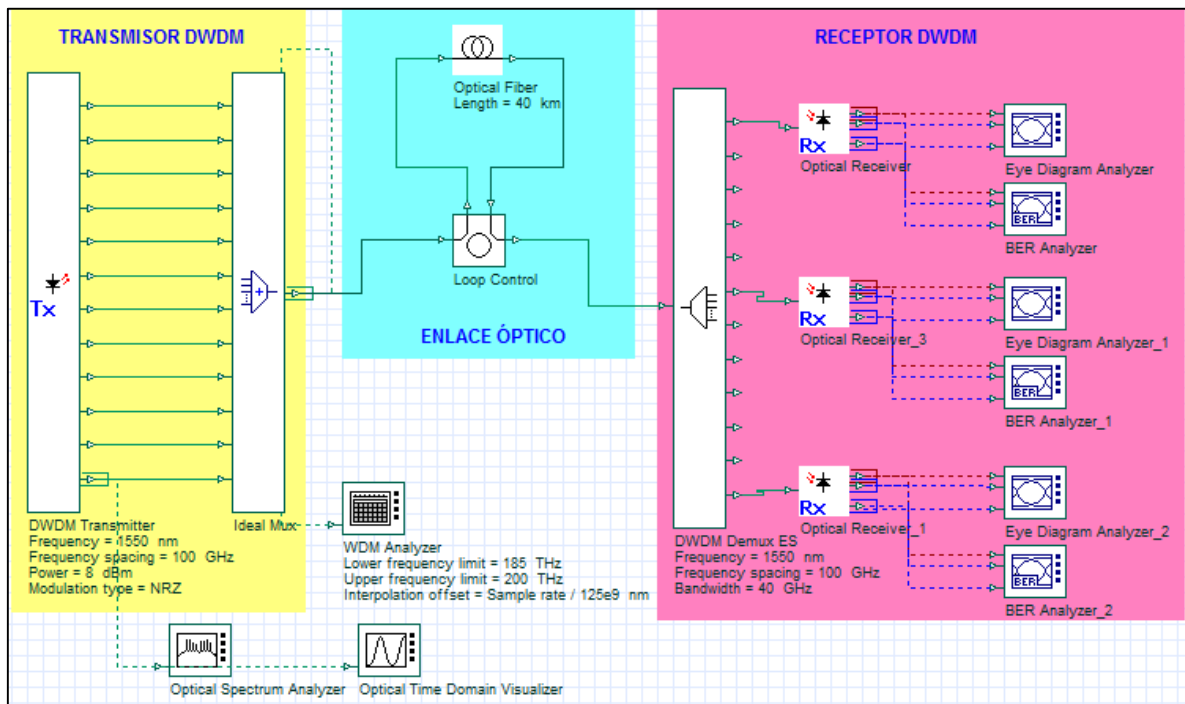 TRANSMISOR DWDM
Tx
DWDM Transmitter
Frequency = 1550 nm
Frequency spacing = 100 GHz
Power = 8 dBm
Modulation type = NRZ
Ideal Mux
Optical Fiber
Length = 40 km
Loop Control
ENLACE ÓPTICO
WDM Analyzer
Lower frequency limit = 185 THz
Upper frequency limit = 200 THz
Interpolation offset = Sample rate / 125e9 nm
Optical Spectrum Analyzer
Optical Time Domain Visualizer
RECEPTOR DWDM
DWDM Demux ES
Frequency = 1550 nm
Frequency spacing = 100 GHz
Bandwidth = 40 GHz
Rx
Optical Receiver
Eye Diagram Analyzer
BER
BER Analyzer
Rx
Optical Receiver_3
Eye Diagram Analyzer_1
BER
BER Analyzer_1
Rx
Optical Receiver_1
Eye Diagram Analyzer_2
BER
BER Analyzer_2